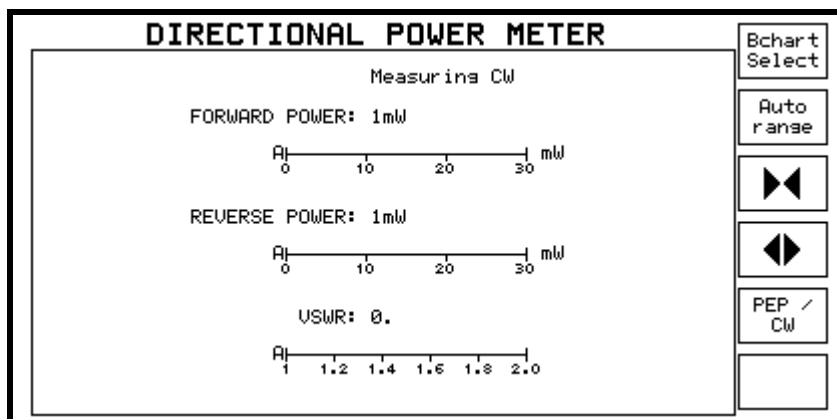 DIRECTIONAL POWER METER
Measuring CW
FORWARD POWER: 1mW
A
mW
0 10 20 30
REVERSE POWER: 1mW
A
mW
0 10 20 30
VSWR: 0.
A
1 1.2 1.4 1.6 1.8 2.0
Bchart
Select
Auto
range
PEP /
CW